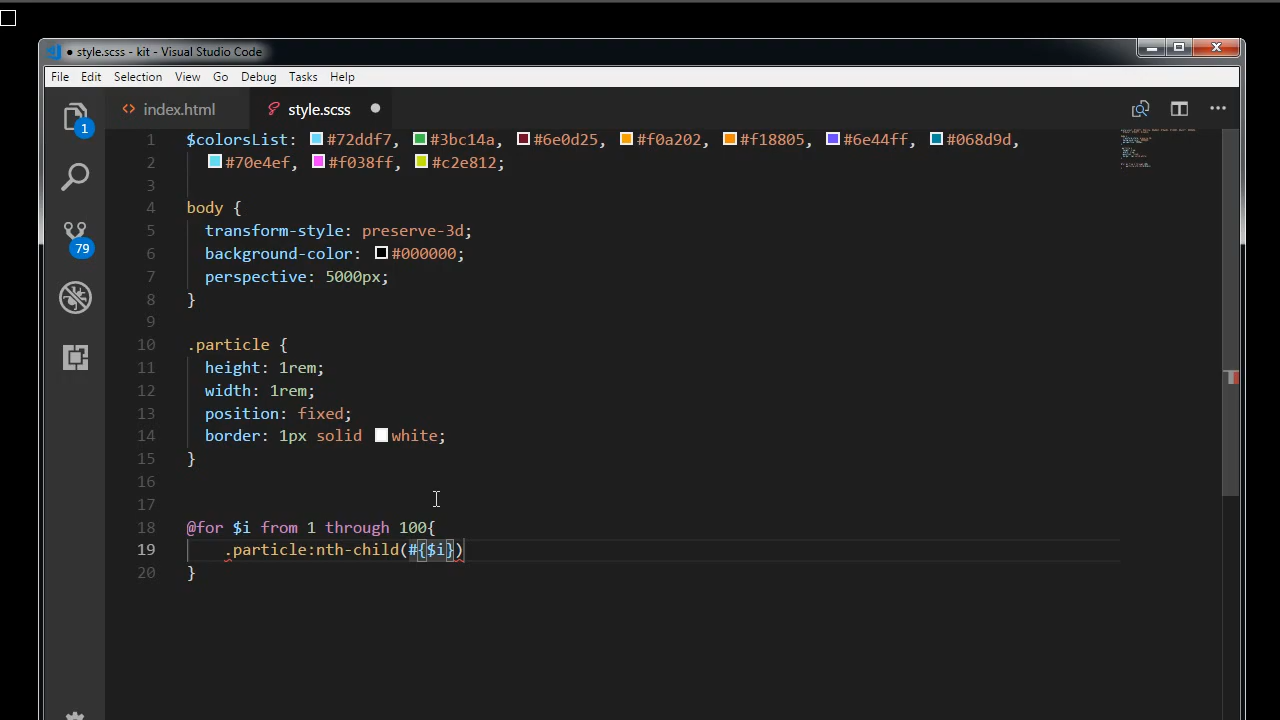 ● style.scss - kit - Visual Studio Code
File Edit Selection View Go Debug Tasks Help
index.html style.scss
1
79
1 $colorsList: #72ddf7, #3bc14a, #6e0d25, #f0a202, #f18805, #6e44ff, #068d9d,
2 #70e4ef, #f038ff, #c2e812;
3
4 body {
5 transform-style: preserve-3d;
6 background-color: #000000;
7 perspective: 5000px;
8 }
9
10 .particle {
11 height: 1rem;
12 width: 1rem;
13 position: fixed;
14 border: 1px solid white;
15 }
16
17
18 @for $i from 1 through 100{
19 .particle:nth-child(#{$i})
20 }